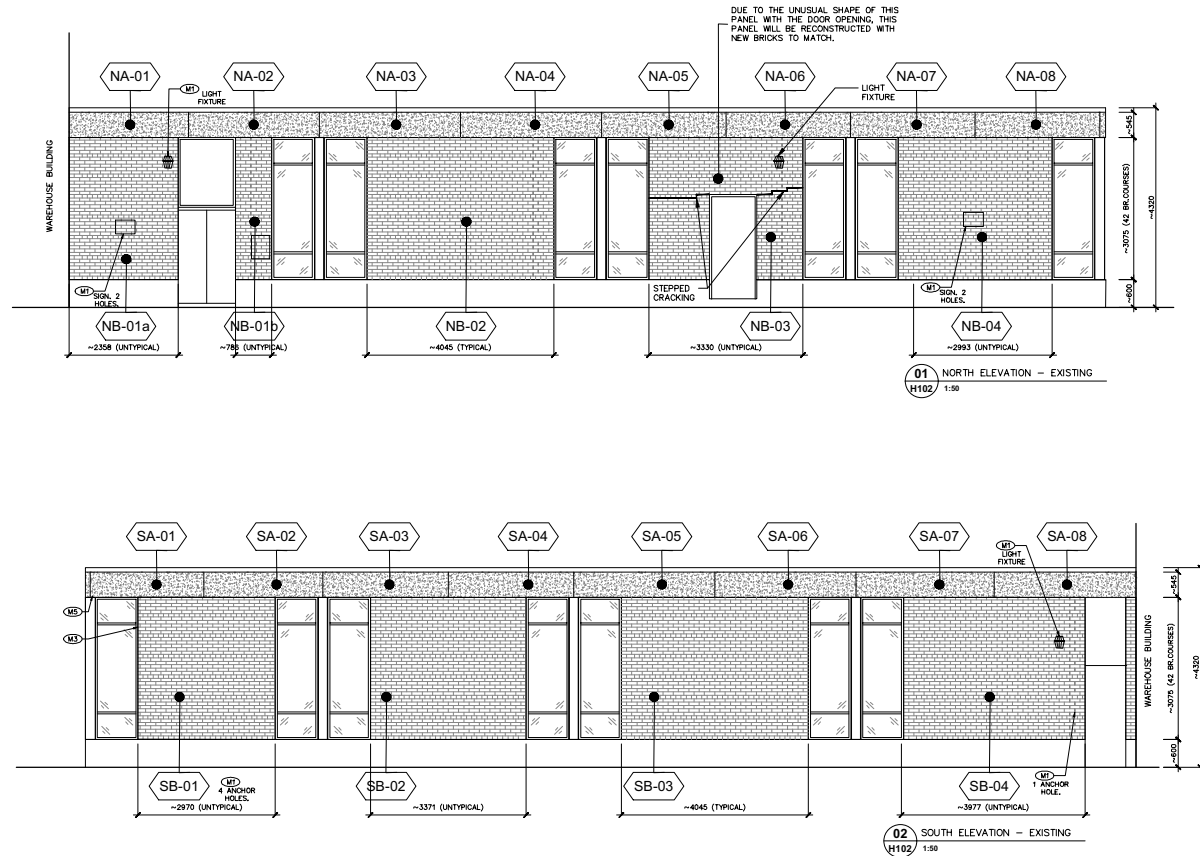 DUE TO THE UNUSUAL SHAPE OF THIS
PANEL WITH THE DOOR OPENING, THIS
PANEL WILL BE RECONSTRUCTED WITH
NEW BRICKS TO MATCH.
NA-01
NA-02
NA-03
NA-04
NA-05
NA-06
NA-07
NA-08
M1 LIGHT
FIXTURE
LIGHT
FIXTURE
WAREHOUSE BUILDING
~545
~3075 (42 BR.COURSES)
~4320
~600
M1 SIGN. 2
HOLES.
STEPPED
CRACKING
M1 SIGN. 2
HOLES.
NB-01a
NB-01b
NB-02
NB-03
NB-04
~2358 (UNTYPICAL)
~786 (UNTYPICAL)
~4045 (TYPICAL)
~3330 (UNTYPICAL)
~2993 (UNTYPICAL)
01 NORTH ELEVATION – EXISTING
H102 1:50
SA-01
SA-02
SA-03
SA-04
SA-05
SA-06
SA-07
SA-08
M1
LIGHT
FIXTURE
M5
M3
WAREHOUSE BUILDING
~545
~3075 (42 BR.COURSES)
~4320
~600
SB-01
M1
4 ANCHOR
HOLES.
SB-02
SB-03
SB-04
M1
1 ANCHOR
HOLE.
~2970 (UNTYPICAL)
~3371 (UNTYPICAL)
~4045 (TYPICAL)
~3977 (UNTYPICAL)
02 SOUTH ELEVATION – EXISTING
H102 1:50